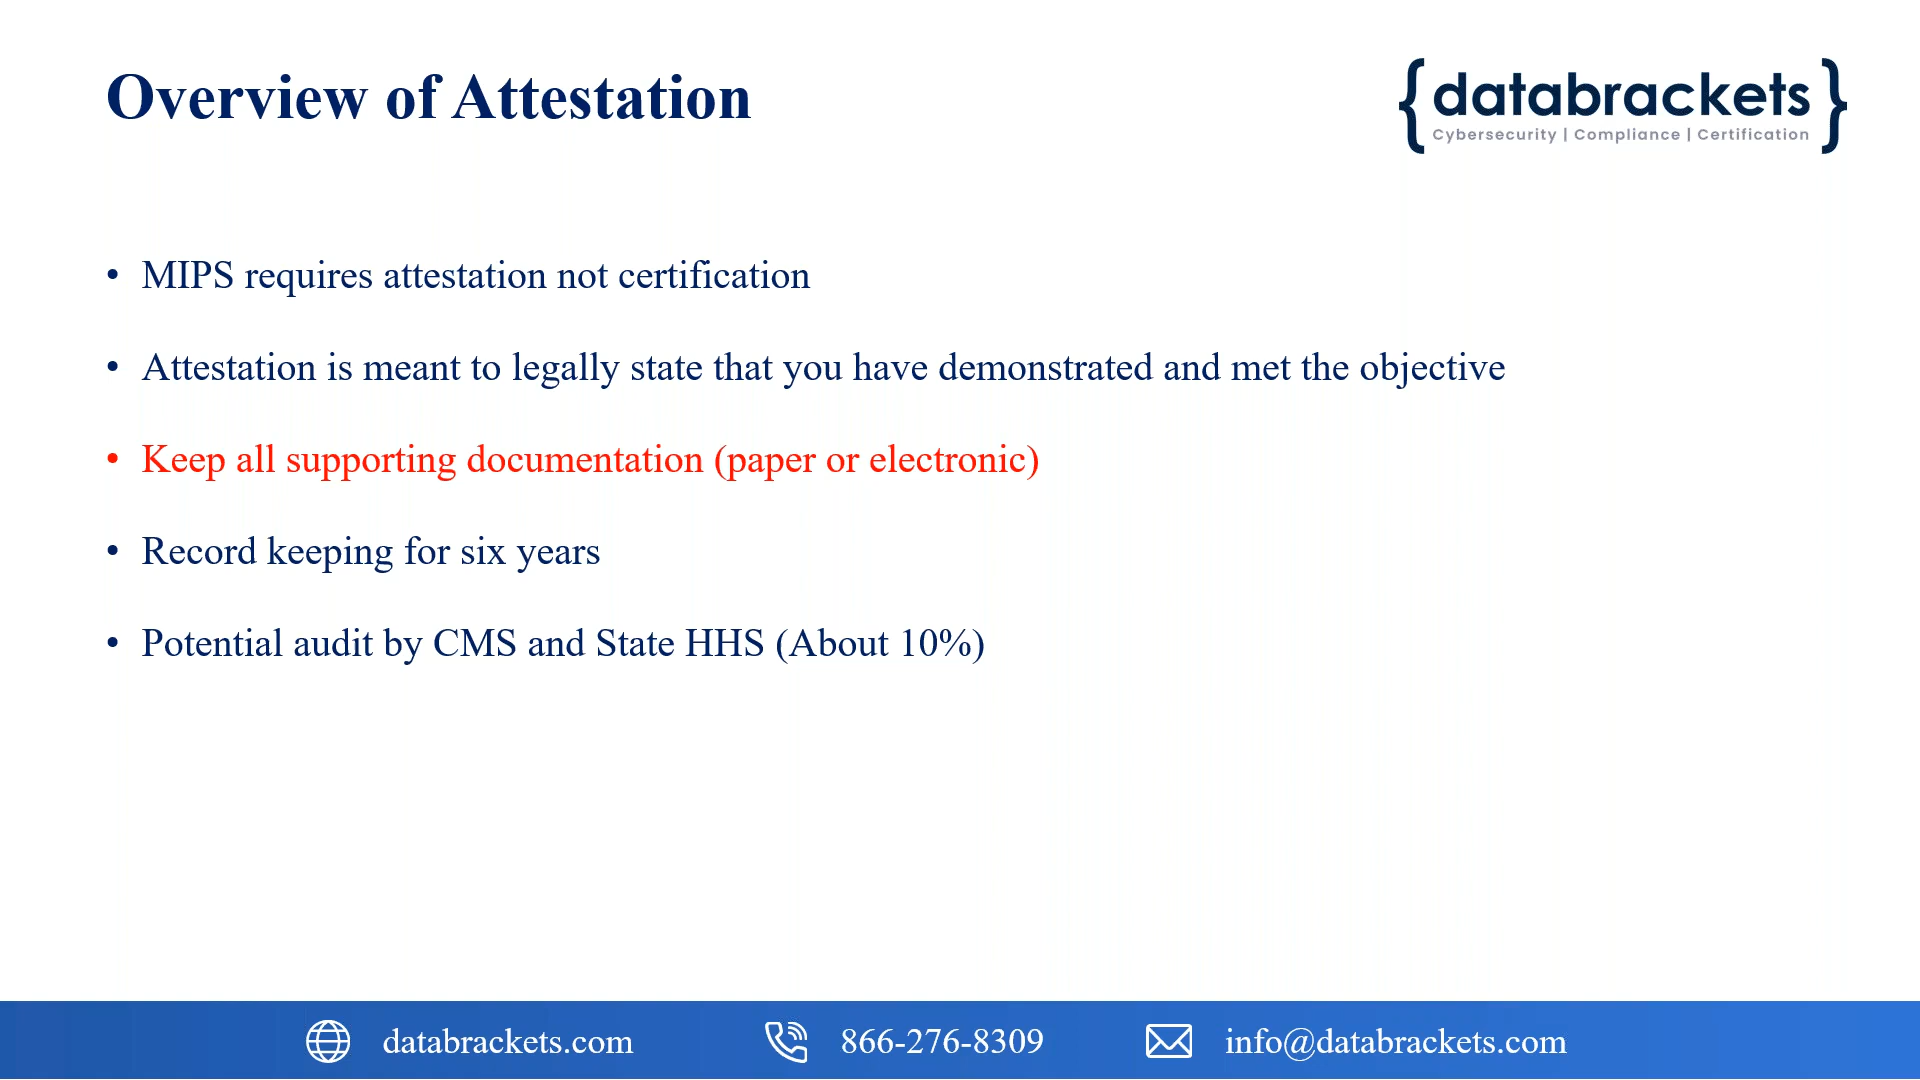 Overview of Attestation
{databrackets}
Cybersecurity | Compliance | Certification
• MIPS requires attestation not certification
• Attestation is meant to legally state that you have demonstrated and met the objective
• Keep all supporting documentation (paper or electronic)
• Record keeping for six years
• Potential audit by CMS and State HHS (About 10%)
databrackets.com 866-276-8309 info@databrackets.com